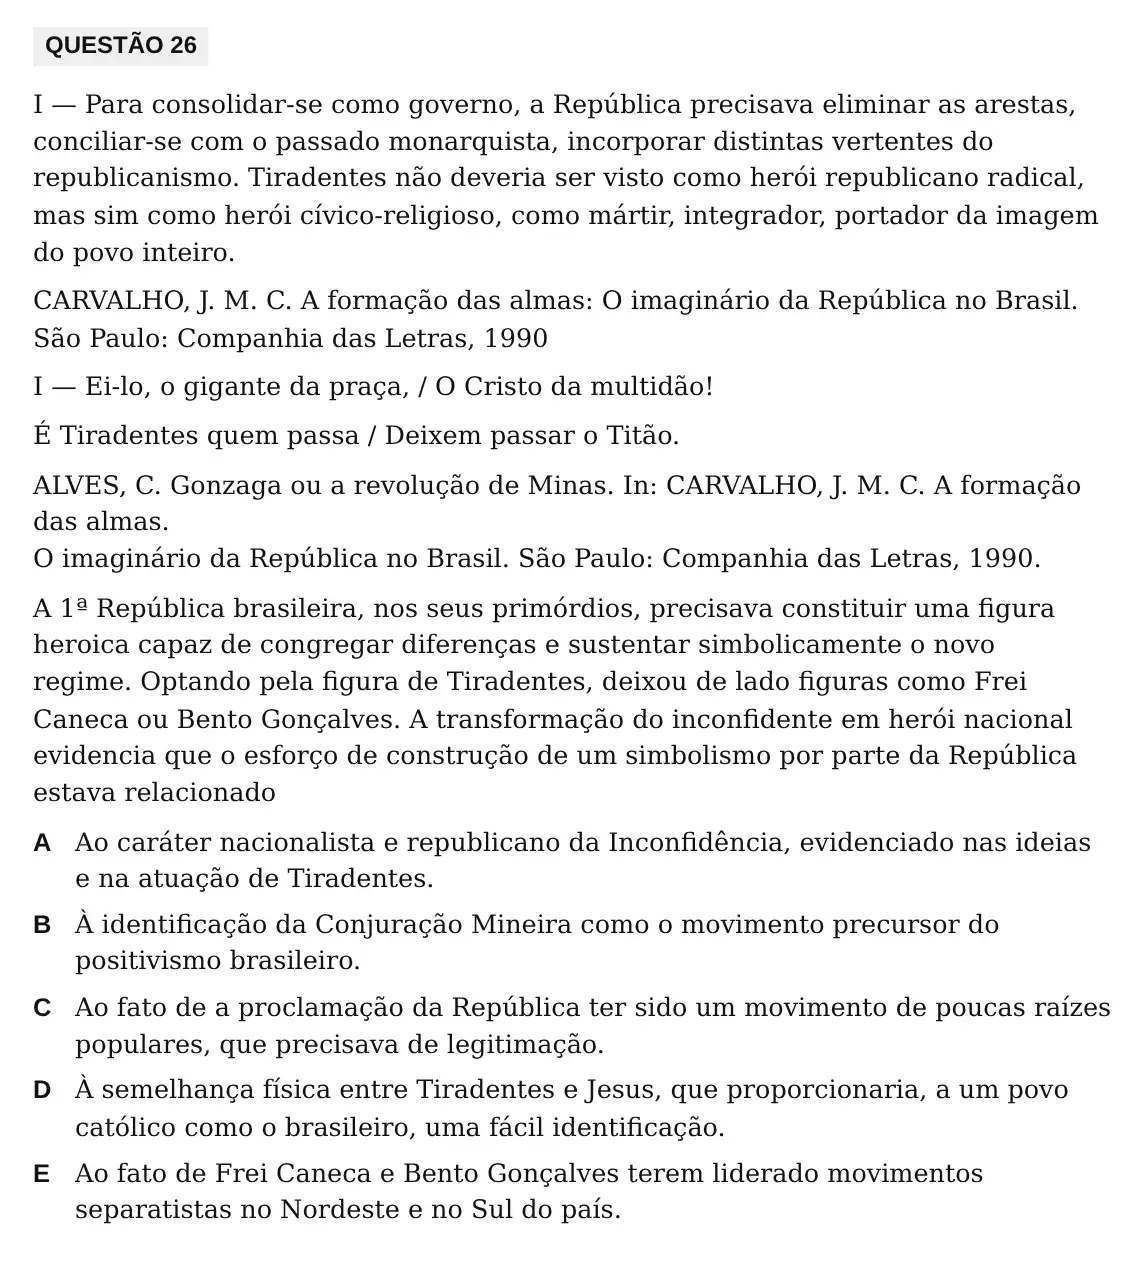 QUESTÃO 26
I — Para consolidar-se como governo, a República precisava eliminar as arestas,
conciliar-se com o passado monarquista, incorporar distintas vertentes do
republicanismo. Tiradentes não deveria ser visto como herói republicano radical,
mas sim como herói cívico-religioso, como mártir, integrador, portador da imagem
do povo inteiro.
CARVALHO, J. M. C. A formação das almas: O imaginário da República no Brasil.
São Paulo: Companhia das Letras, 1990
I — Ei-lo, o gigante da praça, / O Cristo da multidão!
É Tiradentes quem passa / Deixem passar o Titão.
ALVES, C. Gonzaga ou a revolução de Minas. In: CARVALHO, J. M. C. A formação
das almas.
O imaginário da República no Brasil. São Paulo: Companhia das Letras, 1990.
A 1ª República brasileira, nos seus primórdios, precisava constituir uma figura
heroica capaz de congregar diferenças e sustentar simbolicamente o novo
regime. Optando pela figura de Tiradentes, deixou de lado figuras como Frei
Caneca ou Bento Gonçalves. A transformação do inconfidente em herói nacional
evidencia que o esforço de construção de um simbolismo por parte da República
estava relacionado
A Ao caráter nacionalista e republicano da Inconfidência, evidenciado nas ideias
e na atuação de Tiradentes.
B À identificação da Conjuração Mineira como o movimento precursor do
positivismo brasileiro.
C Ao fato de a proclamação da República ter sido um movimento de poucas raízes
populares, que precisava de legitimação.
D À semelhança física entre Tiradentes e Jesus, que proporcionaria, a um povo
católico como o brasileiro, uma fácil identificação.
E Ao fato de Frei Caneca e Bento Gonçalves terem liderado movimentos
separatistas no Nordeste e no Sul do país.